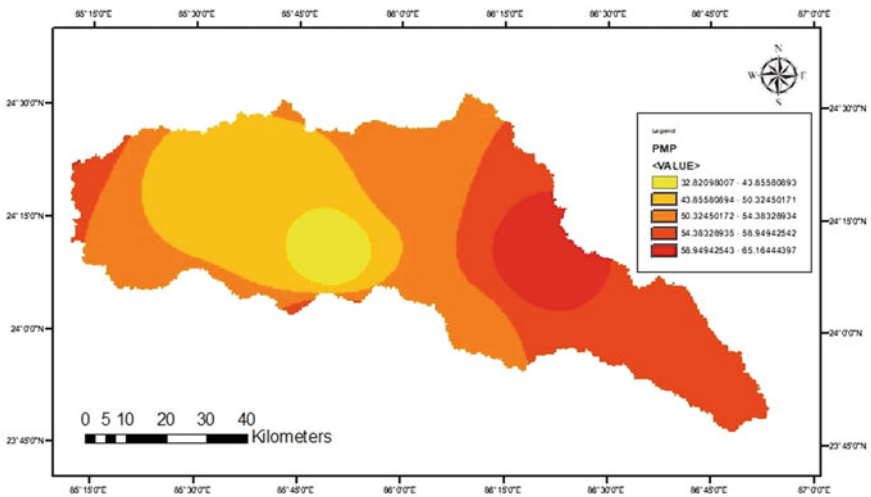 85°15'0"E 85°30'0"E 85°45'0"E 86°0'0"E 86°15'0"E 86°30'0"E 86°45'0"E 87°0'0"E
N
W E
S
24°30'0"N 24°30'0"N
Legend
PMP
<VALUE>
32.82098007 - 43.85580893
43.85580894 - 50.32450171
50.32450172 - 54.38328934
54.38328935 - 58.94942542
58.94942543 - 65.16444397
24°15'0"N 24°15'0"N
24°0'0"N 24°0'0"N
0 5 10 20 30 40
Kilometers
23°45'0"N 23°45'0"N
85°15'0"E 85°30'0"E 85°45'0"E 86°0'0"E 86°15'0"E 86°30'0"E 86°45'0"E 87°0'0"E